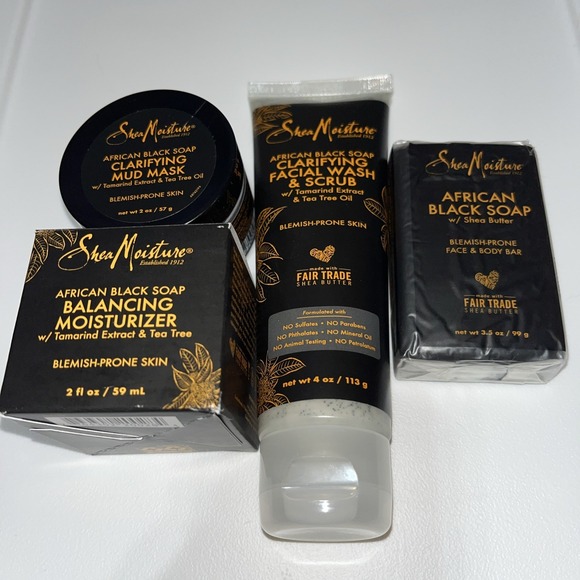 SheaMoisture®
Established 1912
AFRICAN BLACK SOAP
CLARIFYING
MUD MASK
w/ Tamarind Extract & Tea Tree Oil
BLEMISH-PRONE SKIN
net wt 2 oz / 57 g
SheaMoisture®
Established 1912
AFRICAN BLACK SOAP
BALANCING
MOISTURIZER
w/ Tamarind Extract & Tea Tree
BLEMISH-PRONE SKIN
2 fl oz / 59 mL
SheaMoisture®
Established 1912
AFRICAN BLACK SOAP
CLARIFYING
FACIAL WASH
& SCRUB
w/ Tamarind Extract
& Tea Tree Oil
BLEMISH-PRONE SKIN
made with
FAIR TRADE
SHEA BUTTER
Formulated with
NO Sulfates • NO Parabens
NO Phthalates • NO Mineral Oil
NO Animal Testing • NO Petrolatum
net wt 4 oz / 113 g
SheaMoisture®
Established 1912
AFRICAN
BLACK SOAP
w/ Shea Butter
BLEMISH-PRONE
FACE & BODY BAR
made with
FAIR TRADE
SHEA BUTTER
net wt 3.5 oz / 99 g